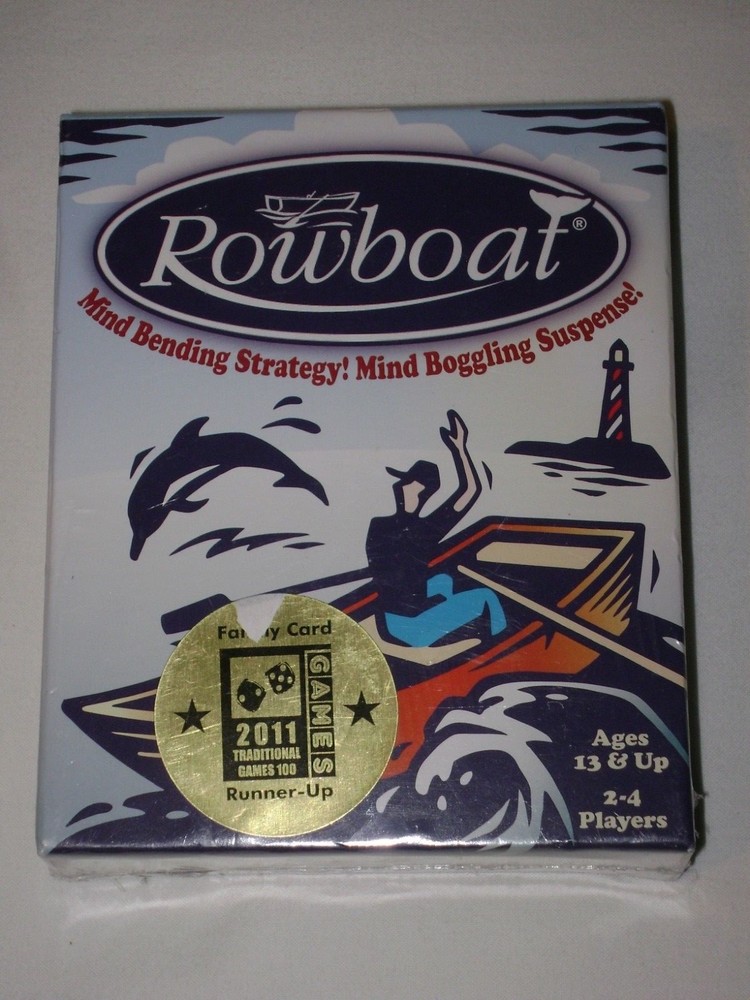 Rowboat®
Mind Bending Strategy! Mind Boggling Suspense!
Card
GAMES
2011
TRADITIONAL
GAMES 100
Runner-Up
Ages
13 & Up
2-4
Players